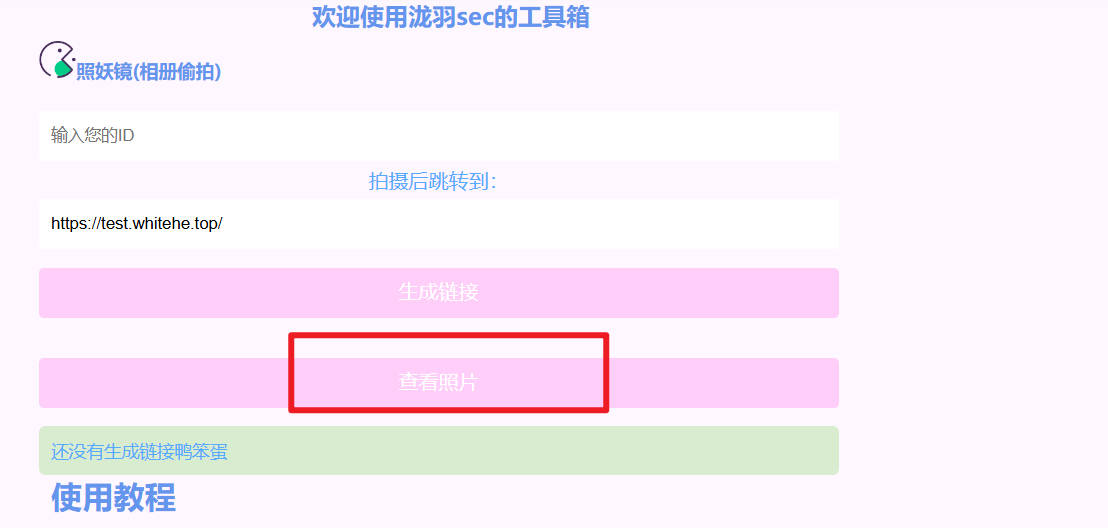 欢迎使用泷羽sec的工具箱
照妖镜(相册偷拍)
输入您的ID
拍摄后跳转到：
https://test.whitehe.top/
生成链接
查看照片
还没有生成链接鸭笨蛋
使用教程